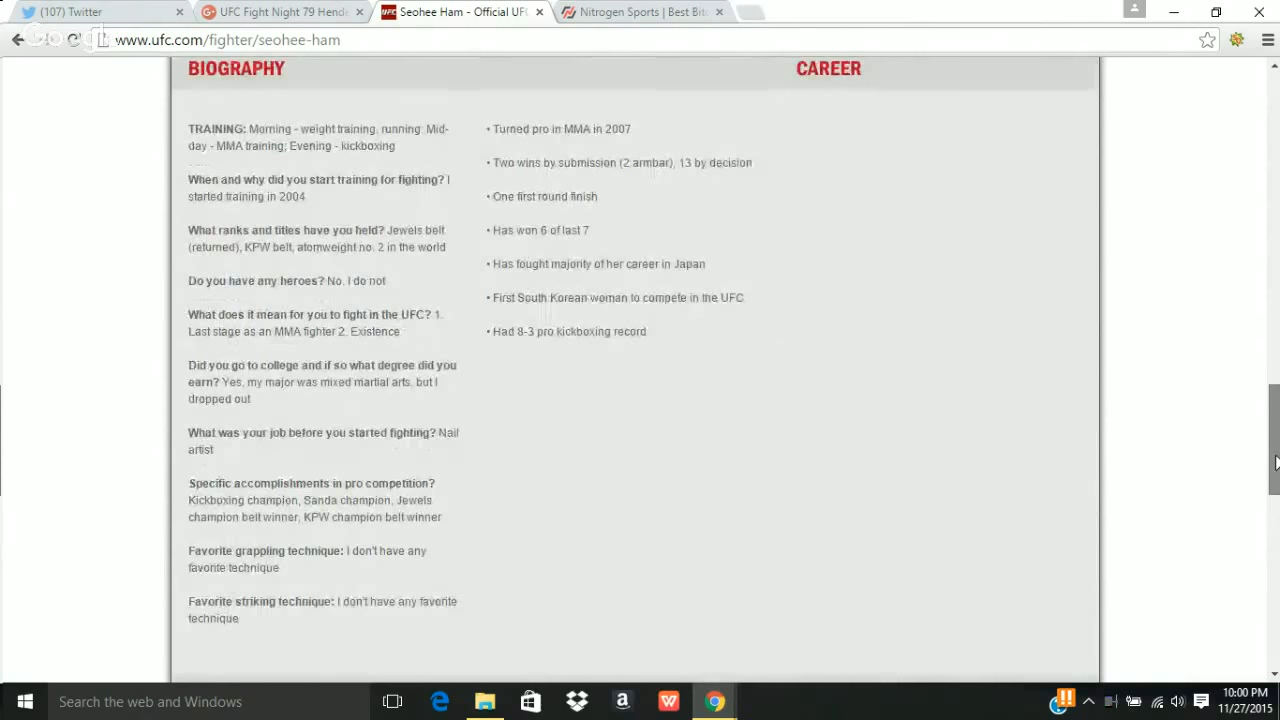 (107) Twitter
UFC Fight Night 79 Hende
Seohee Ham - Official UF
Nitrogen Sports | Best Bit
www.ufc.com/fighter/seohee-ham
BIOGRAPHY
CAREER
TRAINING: Morning - weight training, running; Mid-
day - MMA training; Evening - kickboxing
When and why did you start training for fighting? I
started training in 2004
What ranks and titles have you held? Jewels belt
(returned), KPW belt, atomweight no. 2 in the world
Do you have any heroes? No, I do not
What does it mean for you to fight in the UFC? 1.
Last stage as an MMA fighter 2. Existence
Did you go to college and if so what degree did you
earn? Yes, my major was mixed martial arts, but I
dropped out
What was your job before you started fighting? Nail
artist
Specific accomplishments in pro competition?
Kickboxing champion, Sanda champion, Jewels
champion belt winner, KPW champion belt winner
Favorite grappling technique: I don't have any
favorite technique
Favorite striking technique: I don't have any favorite
technique
• Turned pro in MMA in 2007
• Two wins by submission (2 armbar), 13 by decision
• One first round finish
• Has won 6 of last 7
• Has fought majority of her career in Japan
• First South Korean woman to compete in the UFC
• Had 8-3 pro kickboxing record
Search the web and Windows
10:00 PM
11/27/2015